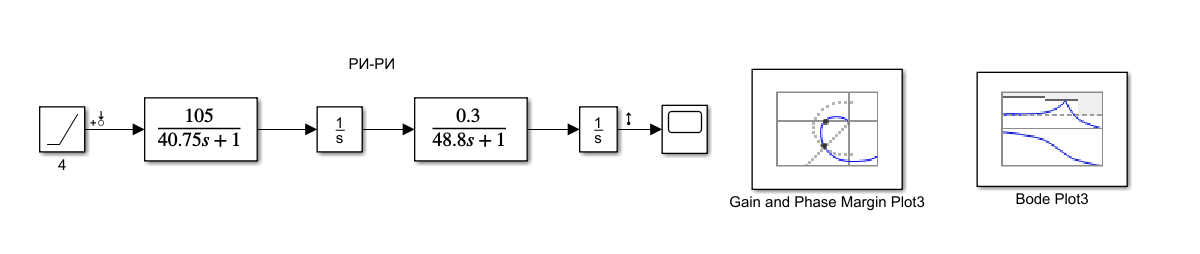 РИ-РИ
105
40.75s + 1
1
s
0.3
48.8s + 1
1
s
4
Gain and Phase Margin Plot3
Bode Plot3